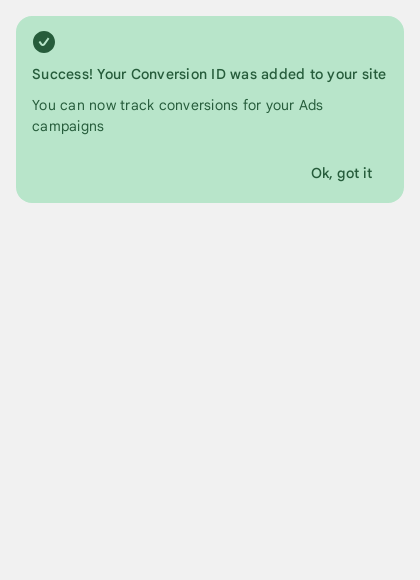 Success! Your Conversion ID was added to your site
You can now track conversions for your Ads
campaigns
Ok, got it